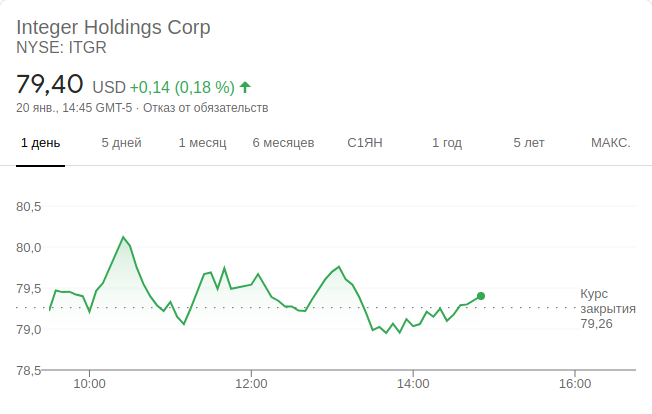 Integer Holdings Corp
NYSE: ITGR
79,40 USD +0,14 (0,18 %)
20 янв., 14:45 GMT-5 · Отказ от обязательств
1 день 5 дней 1 месяц 6 месяцев С1ЯН 1 год 5 лет МАКС.
80,5
80,0
79,5
79,0
78,5
Курс
закрытия
79,26
10:00 12:00 14:00 16:00